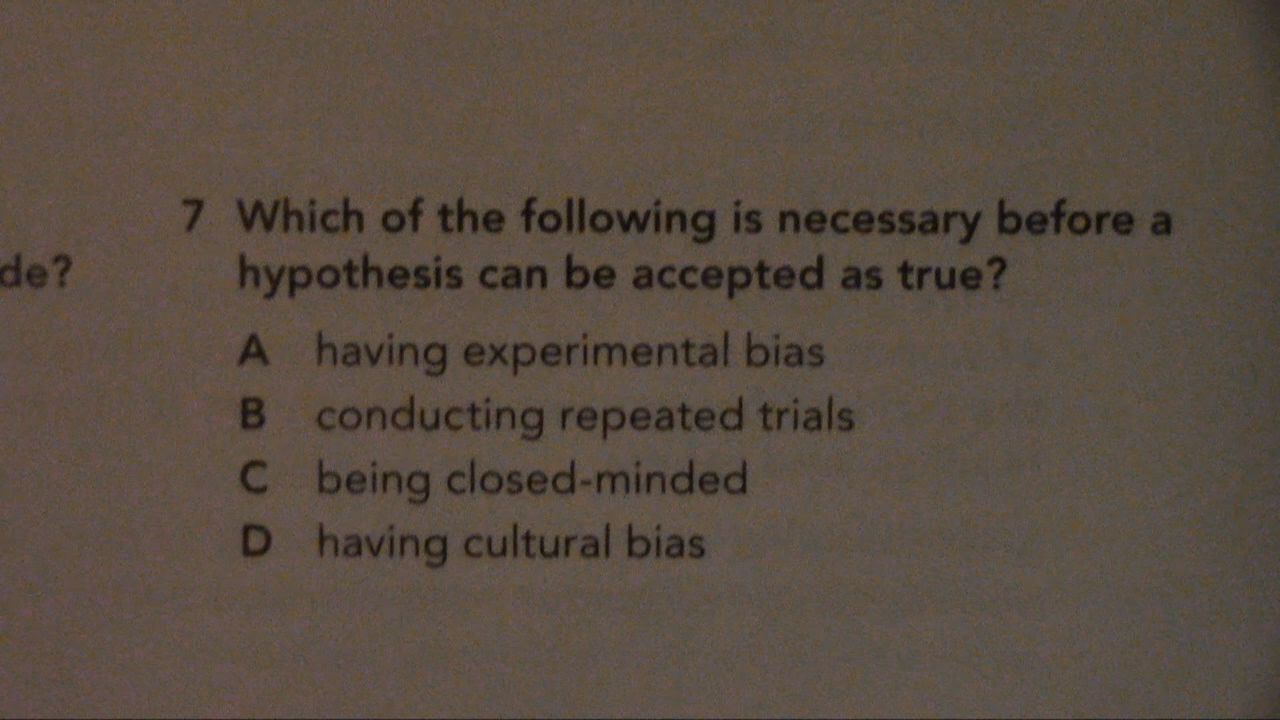 7 Which of the following is necessary before a
de? hypothesis can be accepted as true?
A having experimental bias
B conducting repeated trials
C being closed-minded
D having cultural bias